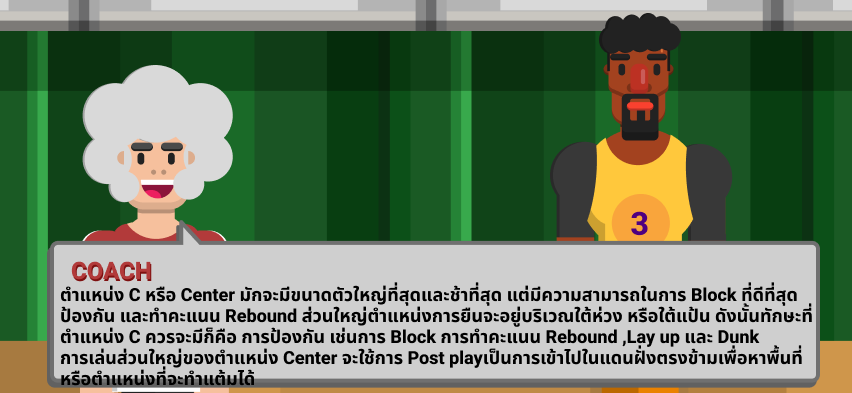 3
COACH
ตำแหน่ง C หรือ Center มักจะมีขนาดตัวใหญ่ที่สุดและช้าที่สุด แต่มีความสามารถในการ Block ที่ดีที่สุด
ป้องกัน และทำคะแนน Rebound ส่วนใหญ่ตำแหน่งการยืนจะอยู่บริเวณใต้ห่วง หรือใต้แป้น ดังนั้นทักษะที่
ตำแหน่ง C ควรจะมีก็คือ การป้องกัน เช่นการ Block การทำคะแนน Rebound ,Lay up และ Dunk
การเล่นส่วนใหญ่ของตำแหน่ง Center จะใช้การ Post playเป็นการเข้าไปในแดนฝั่งตรงข้ามเพื่อหาพื้นที่
หรือตำแหน่งที่จะทำแต้มได้